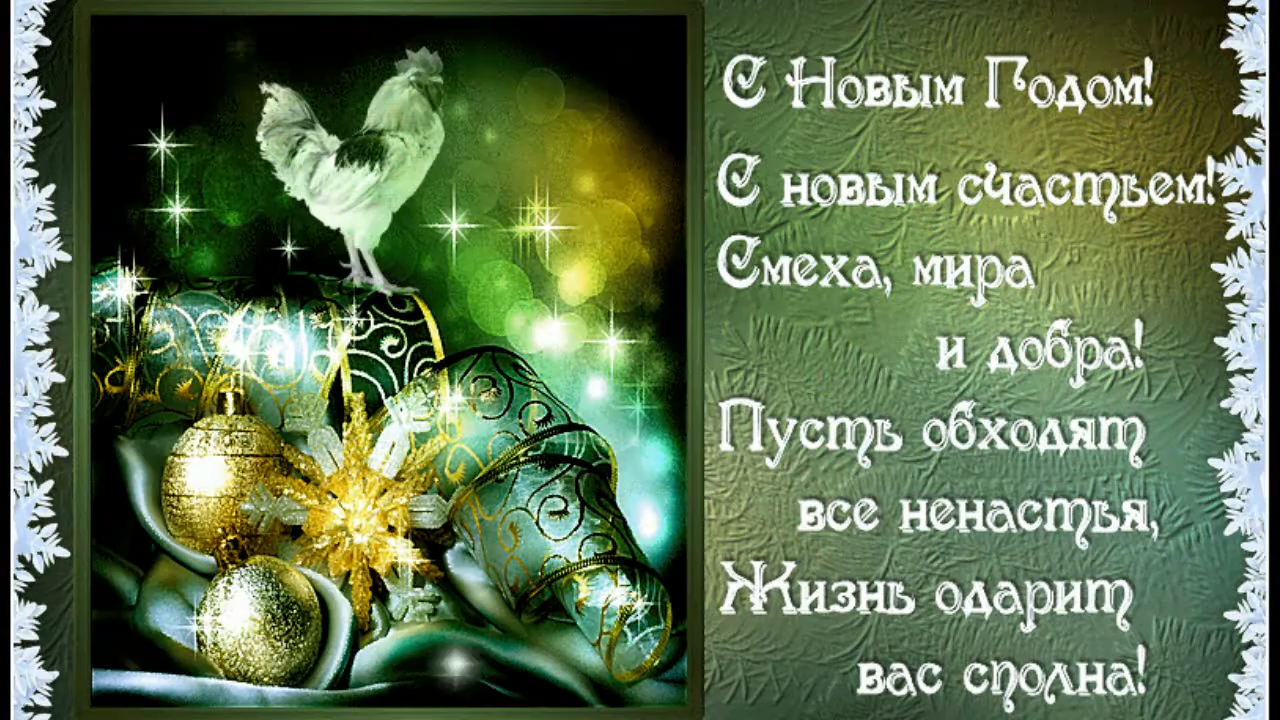 С Новым Годом!
С новым счастьем!
Смеха, мира
и добра!
Пусть обходят
все ненастья,
Жизнь одарит
вас сполна!